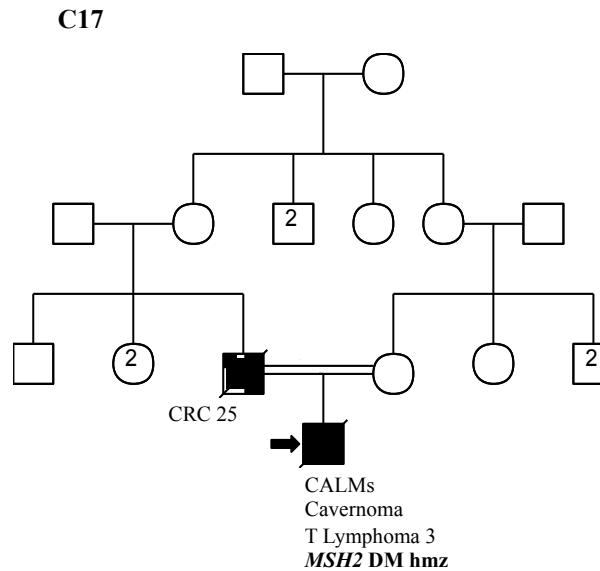 C17
2
2
2
CRC 25
CALMs
Cavernoma
T Lymphoma 3
MSH2 DM hmz